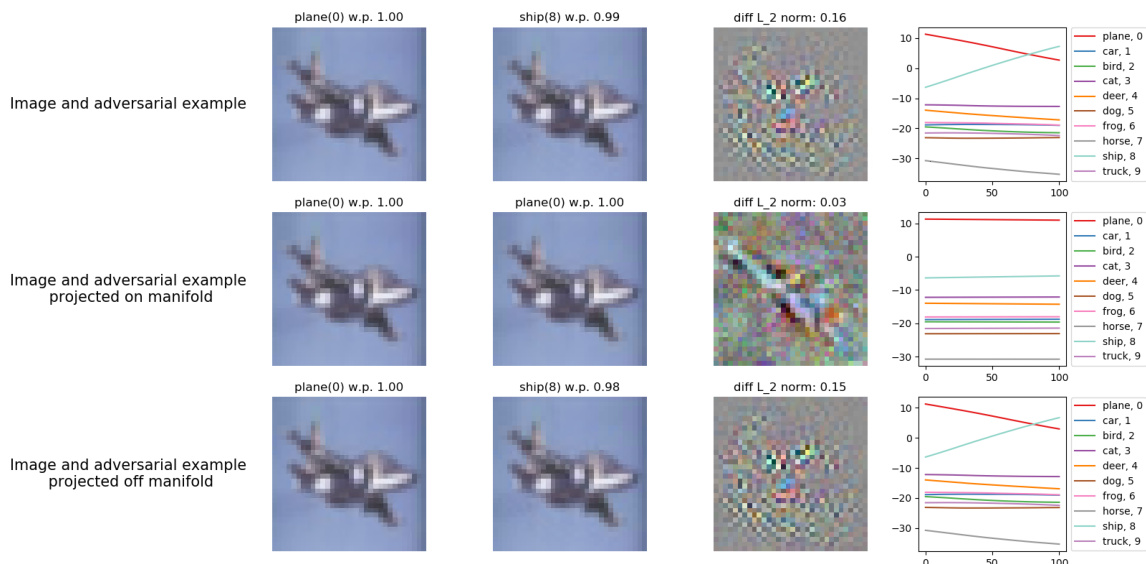 plane(0) w.p. 1.00
ship(8) w.p. 0.99
diff L_2 norm: 0.16
Image and adversarial example
10
0
−10
−20
−30
0
50
100
plane, 0
car, 1
bird, 2
cat, 3
deer, 4
dog, 5
frog, 6
horse, 7
ship, 8
truck, 9
plane(0) w.p. 1.00
plane(0) w.p. 1.00
diff L_2 norm: 0.03
Image and adversarial example
projected on manifold
10
0
−10
−20
−30
0
50
100
plane, 0
car, 1
bird, 2
cat, 3
deer, 4
dog, 5
frog, 6
horse, 7
ship, 8
truck, 9
plane(0) w.p. 1.00
ship(8) w.p. 0.98
diff L_2 norm: 0.15
Image and adversarial example
projected off manifold
10
0
−10
−20
−30
0
50
100
plane, 0
car, 1
bird, 2
cat, 3
deer, 4
dog, 5
frog, 6
horse, 7
ship, 8
truck, 9